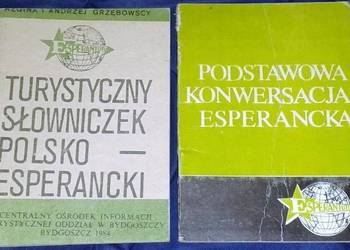 REGINA I ANDRZEJ GRZĘBOWSCY
ESPERANTO
TURYSTYCZNY
SŁOWNICZEK
POLSKO —
ESPERANCKI
CENTRALNY OŚRODEK INFORMACJI
TURYSTYCZNEJ ODDZIAŁ W BYDGOSZCZY
BYDGOSZCZ 1984
PODSTAWOWA
KONWERSACJA
ESPERANCKA
ESPERANTO